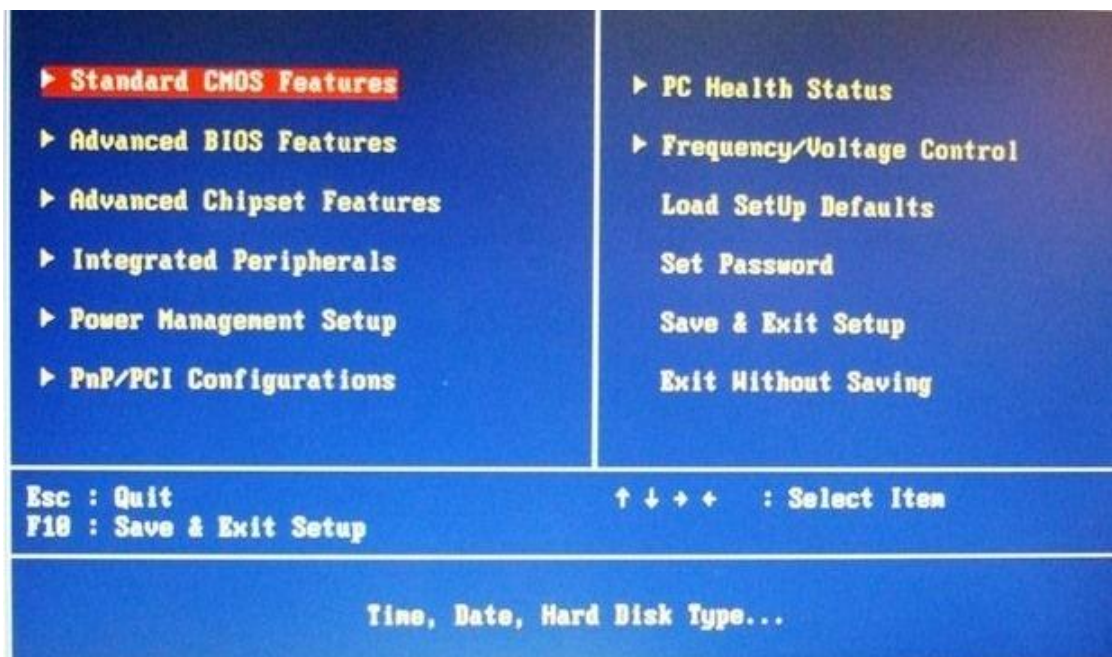 ▶ Standard CMOS Features
▶ Advanced BIOS Features
▶ Advanced Chipset Features
▶ Integrated Peripherals
▶ Power Management Setup
▶ PnP/PCI Configurations
▶ PC Health Status
▶ Frequency/Voltage Control
Load SetUp Defaults
Set Password
Save & Exit Setup
Exit Without Saving
Esc : Quit
F10 : Save & Exit Setup
↑ ↓ → ← : Select Item
Time, Date, Hard Disk Type...